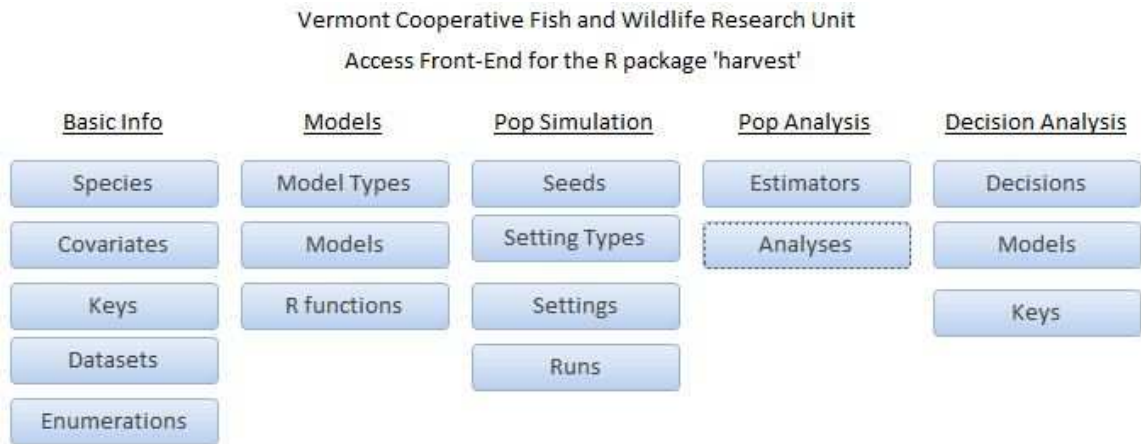 Vermont Cooperative Fish and Wildlife Research Unit
Access Front-End for the R package 'harvest'
Basic Info
Species
Covariates
Keys
Datasets
Enumerations
Models
Model Types
Models
R functions
Pop Simulation
Seeds
Setting Types
Settings
Runs
Pop Analysis
Estimators
Analyses
Decision Analysis
Decisions
Models
Keys